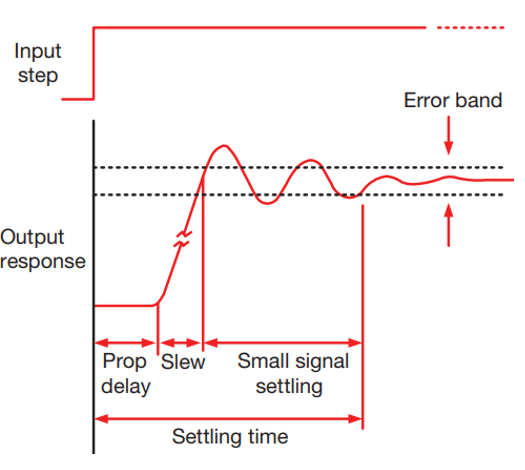 Input
step
Error band
Output
response
Prop
delay
Slew
Small signal
settling
Settling time